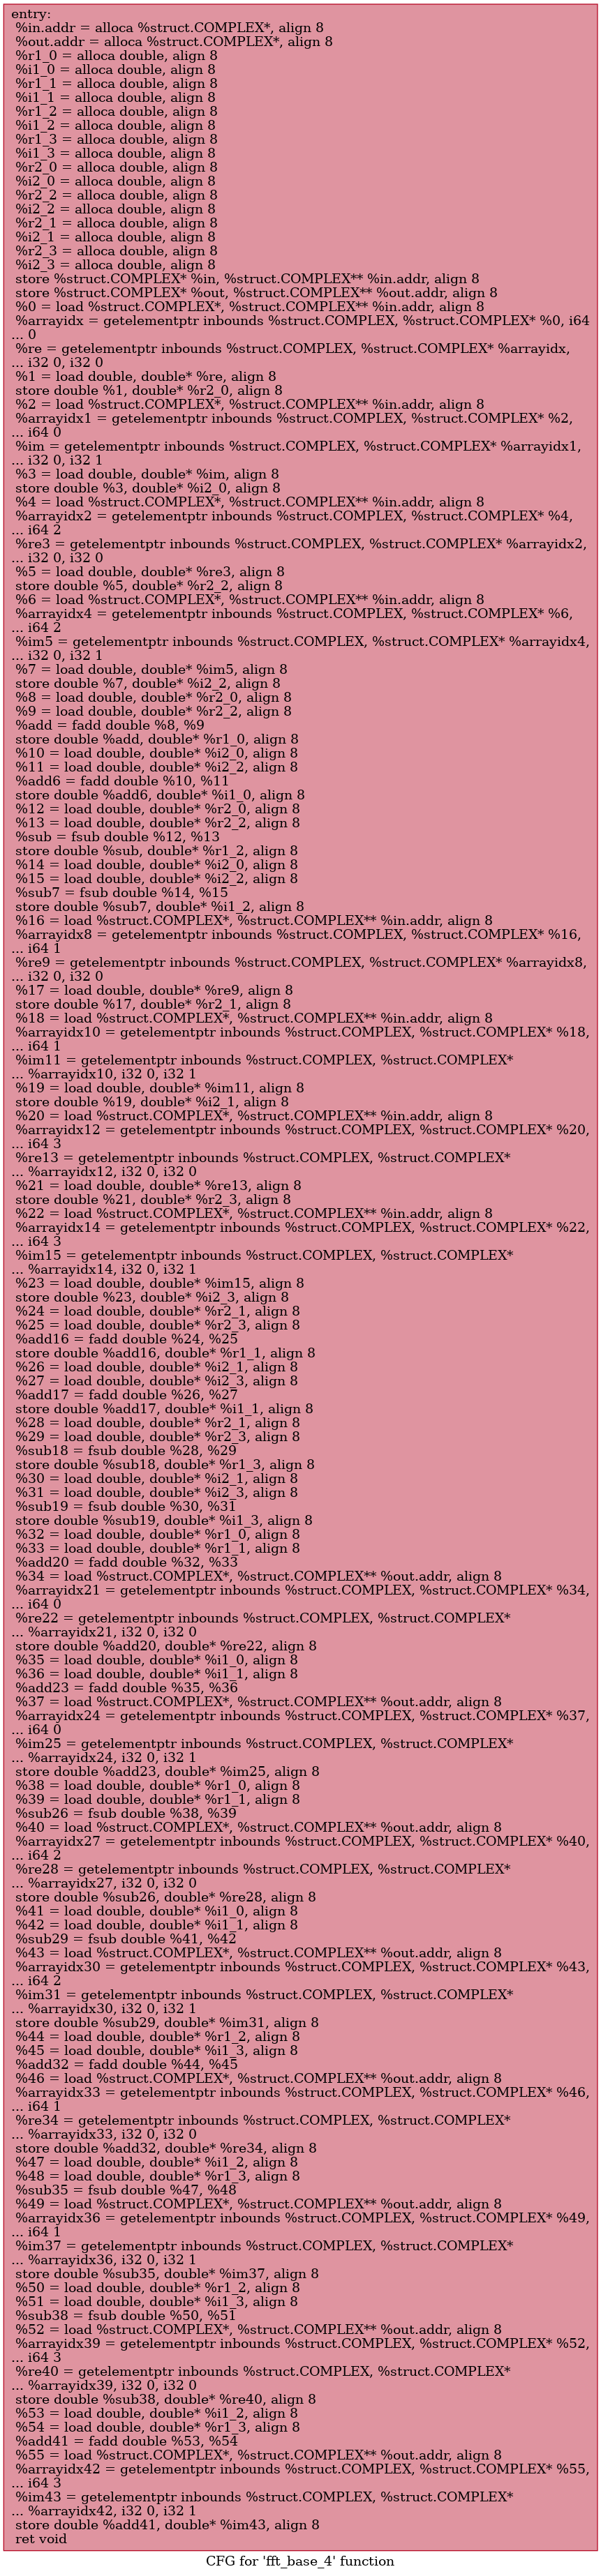 entry:
%in.addr = alloca %struct.COMPLEX*, align 8
%out.addr = alloca %struct.COMPLEX*, align 8
%r1_0 = alloca double, align 8
%i1_0 = alloca double, align 8
%r1_1 = alloca double, align 8
%i1_1 = alloca double, align 8
%r1_2 = alloca double, align 8
%i1_2 = alloca double, align 8
%r1_3 = alloca double, align 8
%i1_3 = alloca double, align 8
%r2_0 = alloca double, align 8
%i2_0 = alloca double, align 8
%r2_2 = alloca double, align 8
%i2_2 = alloca double, align 8
%r2_1 = alloca double, align 8
%i2_1 = alloca double, align 8
%r2_3 = alloca double, align 8
%i2_3 = alloca double, align 8
store %struct.COMPLEX* %in, %struct.COMPLEX** %in.addr, align 8
store %struct.COMPLEX* %out, %struct.COMPLEX** %out.addr, align 8
%0 = load %struct.COMPLEX*, %struct.COMPLEX** %in.addr, align 8
%arrayidx = getelementptr inbounds %struct.COMPLEX, %struct.COMPLEX* %0, i64
... 0
%re = getelementptr inbounds %struct.COMPLEX, %struct.COMPLEX* %arrayidx,
... i32 0, i32 0
%1 = load double, double* %re, align 8
store double %1, double* %r2_0, align 8
%2 = load %struct.COMPLEX*, %struct.COMPLEX** %in.addr, align 8
%arrayidx1 = getelementptr inbounds %struct.COMPLEX, %struct.COMPLEX* %2,
... i64 0
%im = getelementptr inbounds %struct.COMPLEX, %struct.COMPLEX* %arrayidx1,
... i32 0, i32 1
%3 = load double, double* %im, align 8
store double %3, double* %i2_0, align 8
%4 = load %struct.COMPLEX*, %struct.COMPLEX** %in.addr, align 8
%arrayidx2 = getelementptr inbounds %struct.COMPLEX, %struct.COMPLEX* %4,
... i64 2
%re3 = getelementptr inbounds %struct.COMPLEX, %struct.COMPLEX* %arrayidx2,
... i32 0, i32 0
%5 = load double, double* %re3, align 8
store double %5, double* %r2_2, align 8
%6 = load %struct.COMPLEX*, %struct.COMPLEX** %in.addr, align 8
%arrayidx4 = getelementptr inbounds %struct.COMPLEX, %struct.COMPLEX* %6,
... i64 2
%im5 = getelementptr inbounds %struct.COMPLEX, %struct.COMPLEX* %arrayidx4,
... i32 0, i32 1
%7 = load double, double* %im5, align 8
store double %7, double* %i2_2, align 8
%8 = load double, double* %r2_0, align 8
%9 = load double, double* %r2_2, align 8
%add = fadd double %8, %9
store double %add, double* %r1_0, align 8
%10 = load double, double* %i2_0, align 8
%11 = load double, double* %i2_2, align 8
%add6 = fadd double %10, %11
store double %add6, double* %i1_0, align 8
%12 = load double, double* %r2_0, align 8
%13 = load double, double* %r2_2, align 8
%sub = fsub double %12, %13
store double %sub, double* %r1_2, align 8
%14 = load double, double* %i2_0, align 8
%15 = load double, double* %i2_2, align 8
%sub7 = fsub double %14, %15
store double %sub7, double* %i1_2, align 8
%16 = load %struct.COMPLEX*, %struct.COMPLEX** %in.addr, align 8
%arrayidx8 = getelementptr inbounds %struct.COMPLEX, %struct.COMPLEX* %16,
... i64 1
%re9 = getelementptr inbounds %struct.COMPLEX, %struct.COMPLEX* %arrayidx8,
... i32 0, i32 0
%17 = load double, double* %re9, align 8
store double %17, double* %r2_1, align 8
%18 = load %struct.COMPLEX*, %struct.COMPLEX** %in.addr, align 8
%arrayidx10 = getelementptr inbounds %struct.COMPLEX, %struct.COMPLEX* %18,
... i64 1
%im11 = getelementptr inbounds %struct.COMPLEX, %struct.COMPLEX*
... %arrayidx10, i32 0, i32 1
%19 = load double, double* %im11, align 8
store double %19, double* %i2_1, align 8
%20 = load %struct.COMPLEX*, %struct.COMPLEX** %in.addr, align 8
%arrayidx12 = getelementptr inbounds %struct.COMPLEX, %struct.COMPLEX* %20,
... i64 3
%re13 = getelementptr inbounds %struct.COMPLEX, %struct.COMPLEX*
... %arrayidx12, i32 0, i32 0
%21 = load double, double* %re13, align 8
store double %21, double* %r2_3, align 8
%22 = load %struct.COMPLEX*, %struct.COMPLEX** %in.addr, align 8
%arrayidx14 = getelementptr inbounds %struct.COMPLEX, %struct.COMPLEX* %22,
... i64 3
%im15 = getelementptr inbounds %struct.COMPLEX, %struct.COMPLEX*
... %arrayidx14, i32 0, i32 1
%23 = load double, double* %im15, align 8
store double %23, double* %i2_3, align 8
%24 = load double, double* %r2_1, align 8
%25 = load double, double* %r2_3, align 8
%add16 = fadd double %24, %25
store double %add16, double* %r1_1, align 8
%26 = load double, double* %i2_1, align 8
%27 = load double, double* %i2_3, align 8
%add17 = fadd double %26, %27
store double %add17, double* %i1_1, align 8
%28 = load double, double* %r2_1, align 8
%29 = load double, double* %r2_3, align 8
%sub18 = fsub double %28, %29
store double %sub18, double* %r1_3, align 8
%30 = load double, double* %i2_1, align 8
%31 = load double, double* %i2_3, align 8
%sub19 = fsub double %30, %31
store double %sub19, double* %i1_3, align 8
%32 = load double, double* %r1_0, align 8
%33 = load double, double* %r1_1, align 8
%add20 = fadd double %32, %33
%34 = load %struct.COMPLEX*, %struct.COMPLEX** %out.addr, align 8
%arrayidx21 = getelementptr inbounds %struct.COMPLEX, %struct.COMPLEX* %34,
... i64 0
%re22 = getelementptr inbounds %struct.COMPLEX, %struct.COMPLEX*
... %arrayidx21, i32 0, i32 0
store double %add20, double* %re22, align 8
%35 = load double, double* %i1_0, align 8
%36 = load double, double* %i1_1, align 8
%add23 = fadd double %35, %36
%37 = load %struct.COMPLEX*, %struct.COMPLEX** %out.addr, align 8
%arrayidx24 = getelementptr inbounds %struct.COMPLEX, %struct.COMPLEX* %37,
... i64 0
%im25 = getelementptr inbounds %struct.COMPLEX, %struct.COMPLEX*
... %arrayidx24, i32 0, i32 1
store double %add23, double* %im25, align 8
%38 = load double, double* %r1_0, align 8
%39 = load double, double* %r1_1, align 8
%sub26 = fsub double %38, %39
%40 = load %struct.COMPLEX*, %struct.COMPLEX** %out.addr, align 8
%arrayidx27 = getelementptr inbounds %struct.COMPLEX, %struct.COMPLEX* %40,
... i64 2
%re28 = getelementptr inbounds %struct.COMPLEX, %struct.COMPLEX*
... %arrayidx27, i32 0, i32 0
store double %sub26, double* %re28, align 8
%41 = load double, double* %i1_0, align 8
%42 = load double, double* %i1_1, align 8
%sub29 = fsub double %41, %42
%43 = load %struct.COMPLEX*, %struct.COMPLEX** %out.addr, align 8
%arrayidx30 = getelementptr inbounds %struct.COMPLEX, %struct.COMPLEX* %43,
... i64 2
%im31 = getelementptr inbounds %struct.COMPLEX, %struct.COMPLEX*
... %arrayidx30, i32 0, i32 1
store double %sub29, double* %im31, align 8
%44 = load double, double* %r1_2, align 8
%45 = load double, double* %i1_3, align 8
%add32 = fadd double %44, %45
%46 = load %struct.COMPLEX*, %struct.COMPLEX** %out.addr, align 8
%arrayidx33 = getelementptr inbounds %struct.COMPLEX, %struct.COMPLEX* %46,
... i64 1
%re34 = getelementptr inbounds %struct.COMPLEX, %struct.COMPLEX*
... %arrayidx33, i32 0, i32 0
store double %add32, double* %re34, align 8
%47 = load double, double* %i1_2, align 8
%48 = load double, double* %r1_3, align 8
%sub35 = fsub double %47, %48
%49 = load %struct.COMPLEX*, %struct.COMPLEX** %out.addr, align 8
%arrayidx36 = getelementptr inbounds %struct.COMPLEX, %struct.COMPLEX* %49,
... i64 1
%im37 = getelementptr inbounds %struct.COMPLEX, %struct.COMPLEX*
... %arrayidx36, i32 0, i32 1
store double %sub35, double* %im37, align 8
%50 = load double, double* %r1_2, align 8
%51 = load double, double* %i1_3, align 8
%sub38 = fsub double %50, %51
%52 = load %struct.COMPLEX*, %struct.COMPLEX** %out.addr, align 8
%arrayidx39 = getelementptr inbounds %struct.COMPLEX, %struct.COMPLEX* %52,
... i64 3
%re40 = getelementptr inbounds %struct.COMPLEX, %struct.COMPLEX*
... %arrayidx39, i32 0, i32 0
store double %sub38, double* %re40, align 8
%53 = load double, double* %i1_2, align 8
%54 = load double, double* %r1_3, align 8
%add41 = fadd double %53, %54
%55 = load %struct.COMPLEX*, %struct.COMPLEX** %out.addr, align 8
%arrayidx42 = getelementptr inbounds %struct.COMPLEX, %struct.COMPLEX* %55,
... i64 3
%im43 = getelementptr inbounds %struct.COMPLEX, %struct.COMPLEX*
... %arrayidx42, i32 0, i32 1
store double %add41, double* %im43, align 8
ret void
CFG for 'fft_base_4' function